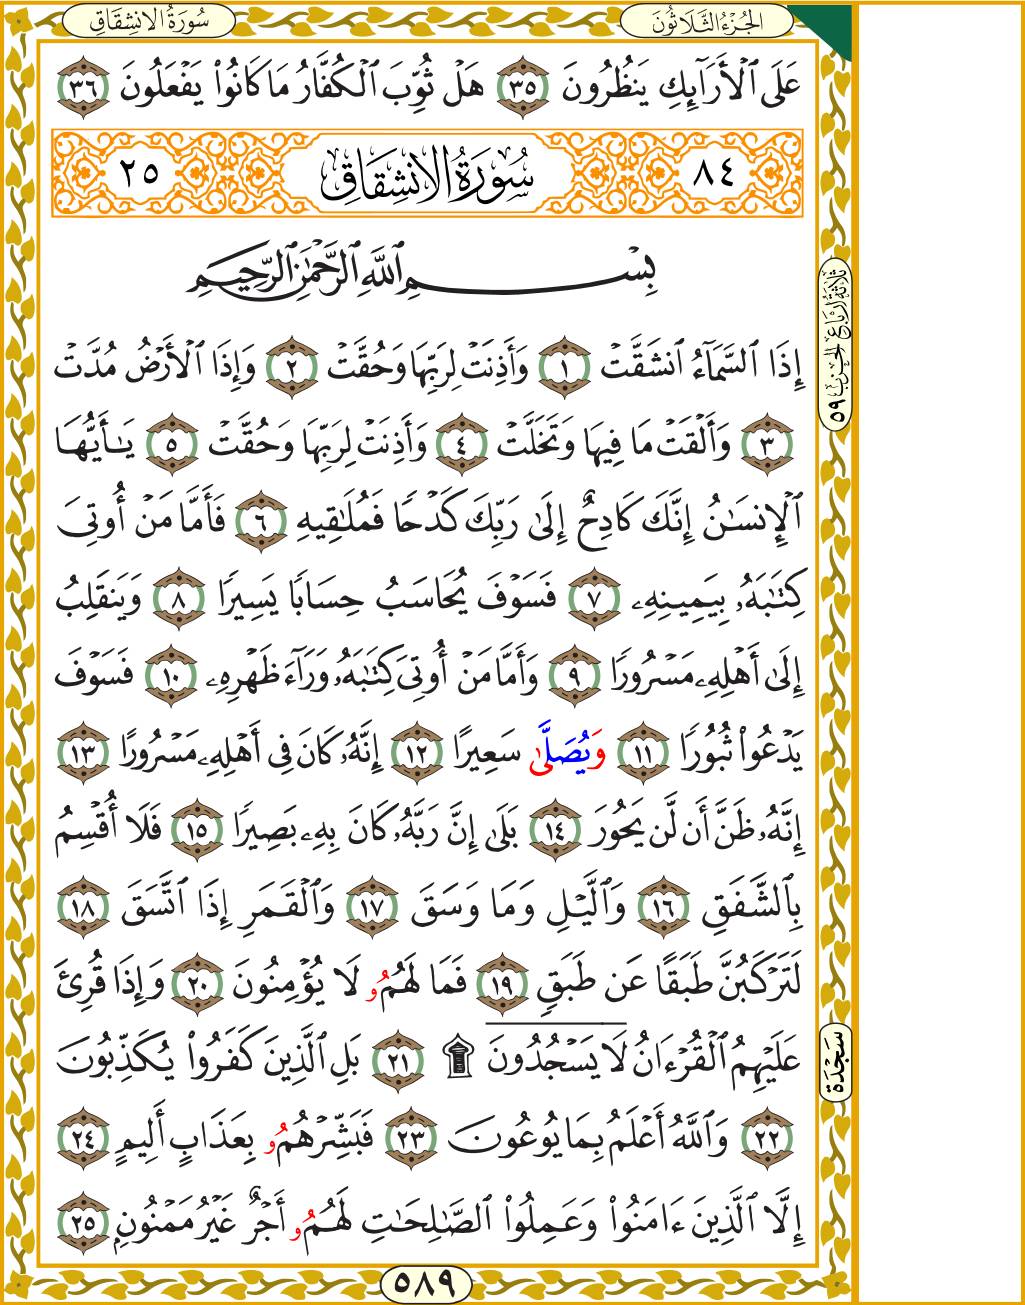 سُورَةُ الانشِقَاقِ
الجُزْءُ الثَّلَاثُونَ
عَلَى ٱلْأَرَآئِكِ يَنظُرُونَ ٣٥ هَلْ ثُوِّبَ ٱلْكُفَّارُ مَا كَانُوا۟ يَفْعَلُونَ ٣٦
٨٤ سُورَةُ الانشِقَاقِ ٢٥
بِسْمِ ٱللَّهِ ٱلرَّحْمَٰنِ ٱلرَّحِيمِ
إِذَا ٱلسَّمَآءُ ٱنشَقَّتْ ١ وَأَذِنَتْ لِرَبِّهَا وَحُقَّتْ ٢ وَإِذَا ٱلْأَرْضُ مُدَّتْ
٣ وَأَلْقَتْ مَا فِيهَا وَتَخَلَّتْ ٤ وَأَذِنَتْ لِرَبِّهَا وَحُقَّتْ ٥ يَـٰٓأَيُّهَا
ٱلْإِنسَـٰنُ إِنَّكَ كَادِحٌ إِلَىٰ رَبِّكَ كَدْحًا فَمُلَـٰقِيهِ ٦ فَأَمَّا مَنْ أُوتِىَ
كِتَـٰبَهُۥ بِيَمِينِهِۦ ٧ فَسَوْفَ يُحَاسَبُ حِسَابًا يَسِيرًا ٨ وَيَنقَلِبُ
إِلَىٰٓ أَهْلِهِۦ مَسْرُورًا ٩ وَأَمَّا مَنْ أُوتِىَ كِتَـٰبَهُۥ وَرَآءَ ظَهْرِهِۦ ١٠ فَسَوْفَ
يَدْعُوا۟ ثُبُورًا ١١ وَيُصَلَّىٰ سَعِيرًا ١٢ إِنَّهُۥ كَانَ فِىٓ أَهْلِهِۦ مَسْرُورًا ١٣
إِنَّهُۥ ظَنَّ أَن لَّن يَحُورَ ١٤ بَلَىٰٓ إِنَّ رَبَّهُۥ كَانَ بِهِۦ بَصِيرًا ١٥ فَلَآ أُقْسِمُ
بِٱلشَّفَقِ ١٦ وَٱلَّيْلِ وَمَا وَسَقَ ١٧ وَٱلْقَمَرِ إِذَا ٱتَّسَقَ ١٨
لَتَرْكَبُنَّ طَبَقًا عَن طَبَقٍ ١٩ فَمَا لَهُمُۥ لَا يُؤْمِنُونَ ٢٠ وَإِذَا قُرِئَ
عَلَيْهِمُ ٱلْقُرْءَانُ لَا يَسْجُدُونَ ۩ ٢١ بَلِ ٱلَّذِينَ كَفَرُوا۟ يُكَذِّبُونَ
٢٢ وَٱللَّهُ أَعْلَمُ بِمَا يُوعُونَ ٢٣ فَبَشِّرْهُمُۥ بِعَذَابٍ أَلِيمٍ ٢٤
إِلَّا ٱلَّذِينَ ءَامَنُوا۟ وَعَمِلُوا۟ ٱلصَّـٰلِحَـٰتِ لَهُمُۥٓ أَجْرٌ غَيْرُ مَمْنُونٍۭ ٢٥
ثلاثة أرباع الحزب ٥٩
سَجْدَة
٥٨٩